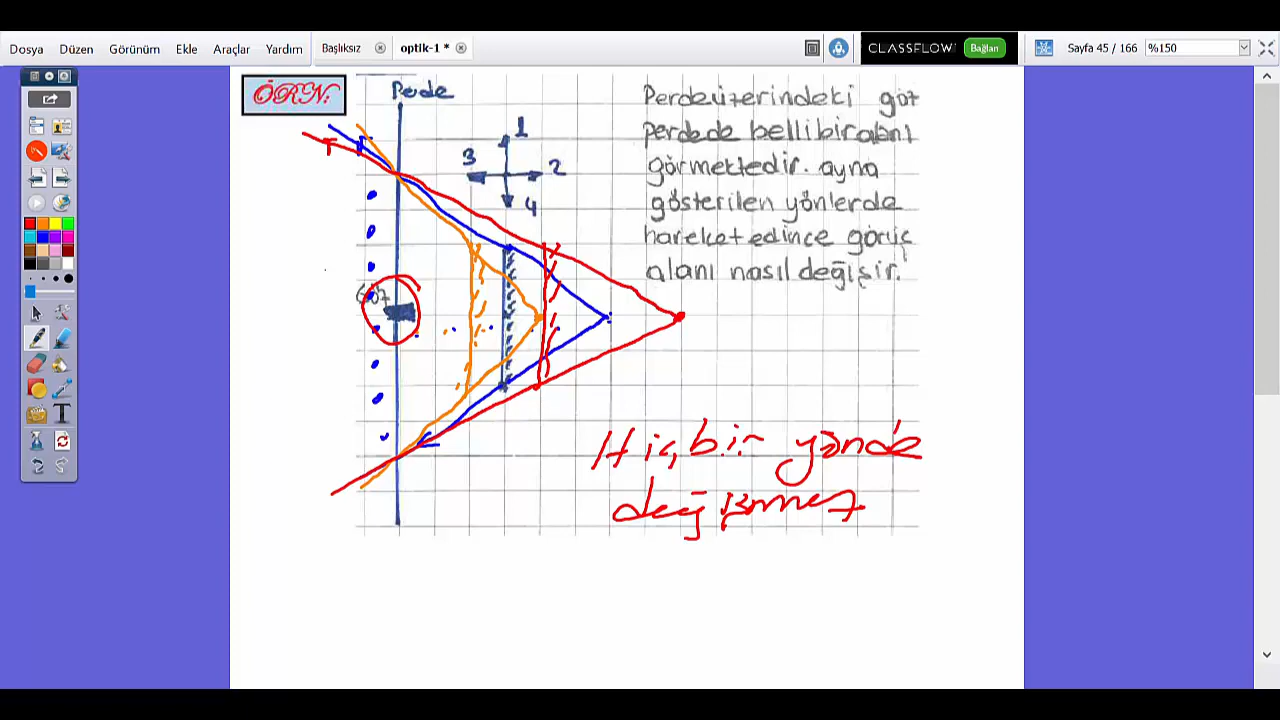 Dosya Düzen Görünüm Ekle Araçlar Yardım
Başlıksız
optik-1 *
CLASSFLOW
Bağlan
Sayfa 45 / 166
%150
ÖRN:
Perde
1
3
2
4
Göz
Perde üzerindeki göz
perdede belli bir alanı
görmektedir. ayna
gösterilen yönlerde
hareket edince görüş
alanı nasıl değişir.
Hiçbir yönde
değişmez